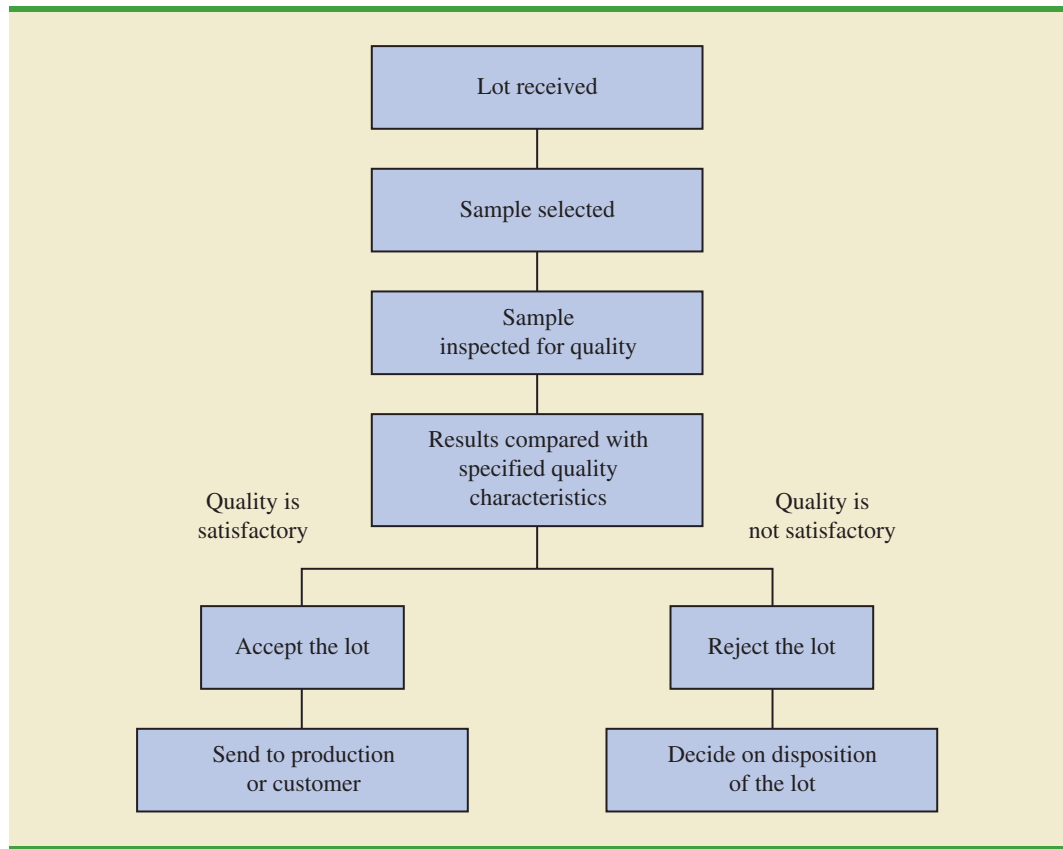 Lot received
Sample selected
Sample
inspected for quality
Results compared with
specified quality
characteristics
Quality is
satisfactory
Quality is
not satisfactory
Accept the lot
Reject the lot
Send to production
or customer
Decide on disposition
of the lot